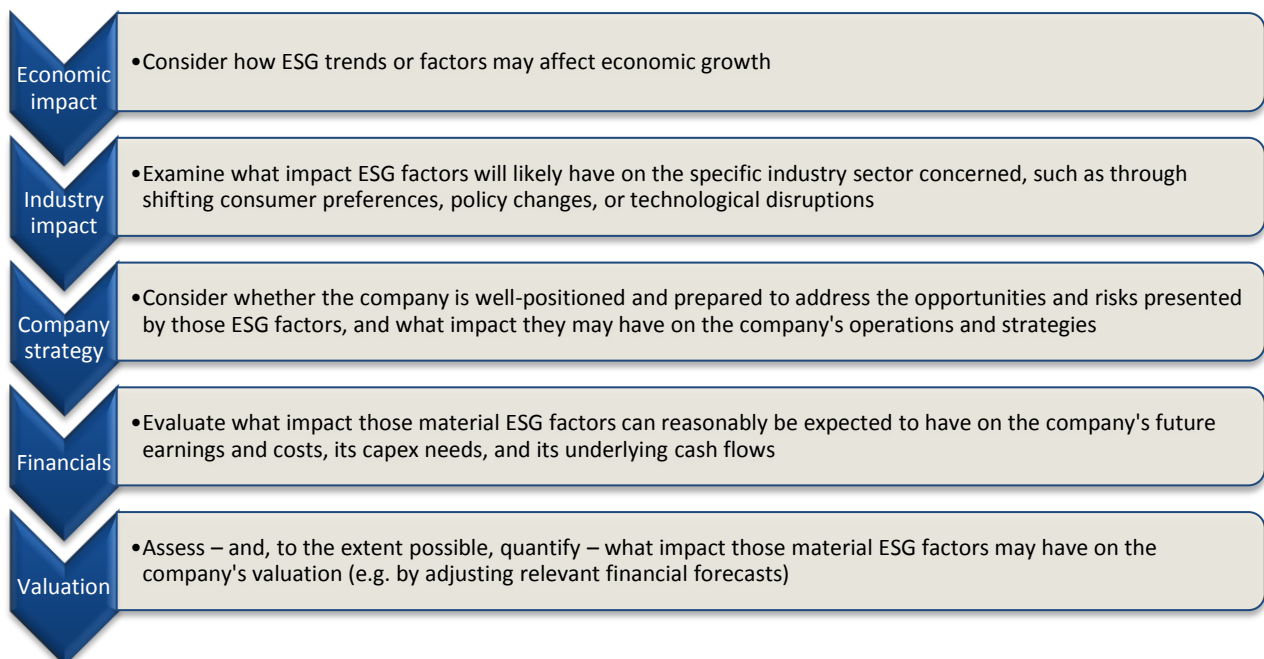 Economic
impact
•Consider how ESG trends or factors may affect economic growth
Industry
impact
•Examine what impact ESG factors will likely have on the specific industry sector concerned, such as through
shifting consumer preferences, policy changes, or technological disruptions
Company
strategy
•Consider whether the company is well-positioned and prepared to address the opportunities and risks presented
by those ESG factors, and what impact they may have on the company's operations and strategies
Financials
•Evaluate what impact those material ESG factors can reasonably be expected to have on the company's future
earnings and costs, its capex needs, and its underlying cash flows
Valuation
•Assess – and, to the extent possible, quantify – what impact those material ESG factors may have on the
company's valuation (e.g. by adjusting relevant financial forecasts)